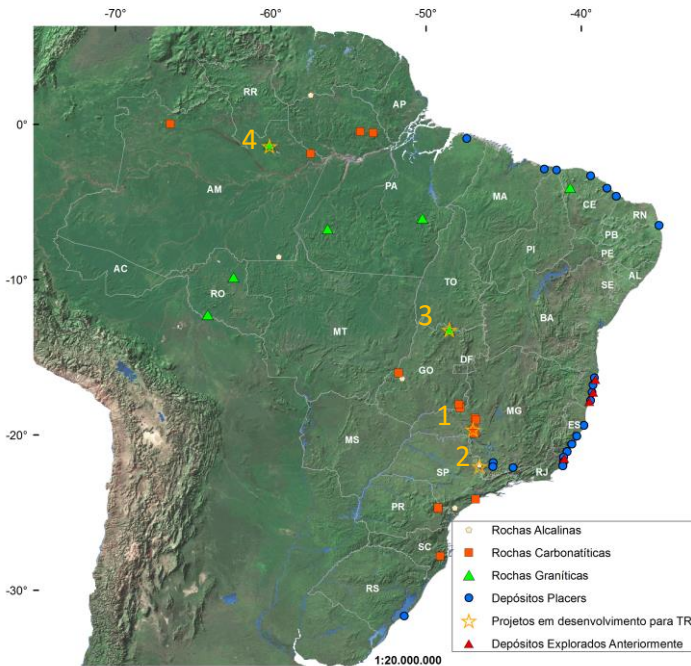 -70° -60° -50° -40°
RR
AP
0°
4
AM
PA
MA
CE
RN
PB
PI
PE
AC
TO
AL
SE
-10°
RO
BA
3
MT
DF
GO
MG
1
ES
MS
-20°
2
SP
RJ
PR
SC
RS
-30°
Rochas Alcalinas
Rochas Carbonatíticas
Rochas Graníticas
Depósitos Placers
Projetos em desenvolvimento para TR
Depósitos Explorados Anteriormente
1:20.000.000